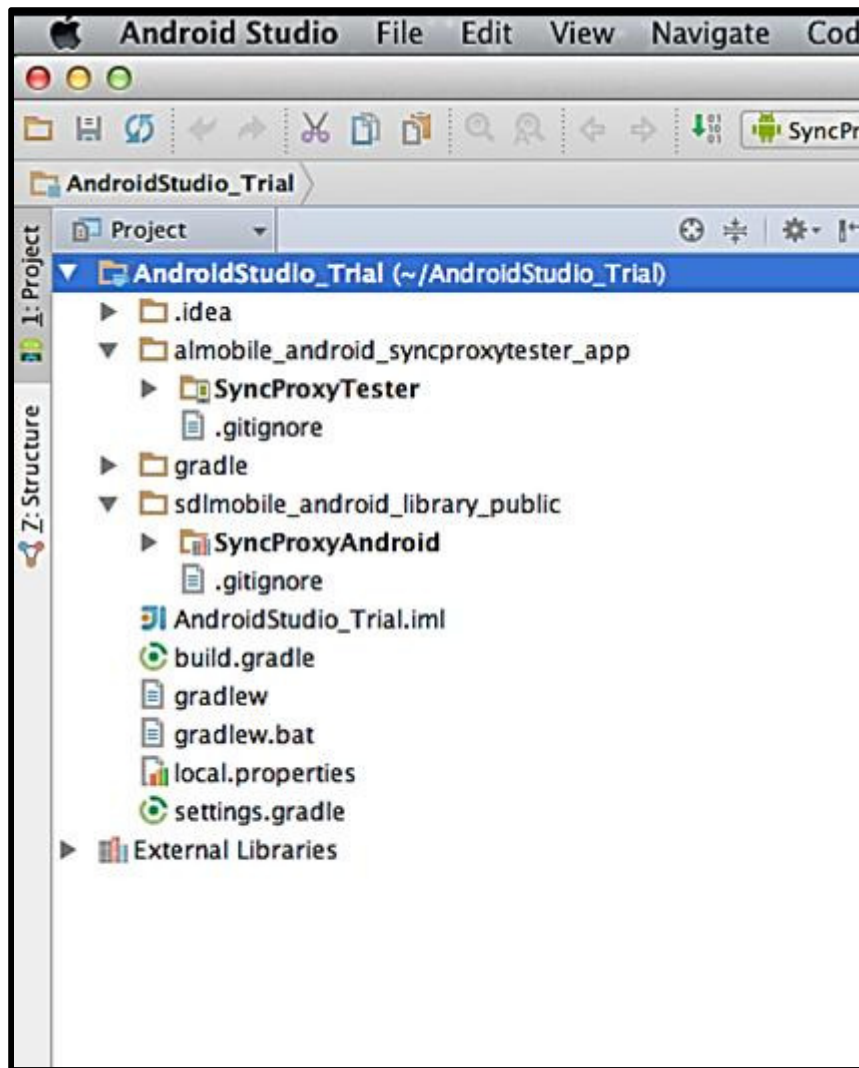 Android Studio File Edit View Navigate Cod
SyncPr
AndroidStudio_Trial
1: Project
Project
AndroidStudio_Trial (~/AndroidStudio_Trial)
.idea
almobile_android_syncproxytester_app
SyncProxyTester
.gitignore
gradle
sdlmobile_android_library_public
SyncProxyAndroid
.gitignore
AndroidStudio_Trial.iml
build.gradle
gradlew
gradlew.bat
local.properties
settings.gradle
External Libraries
Z: Structure